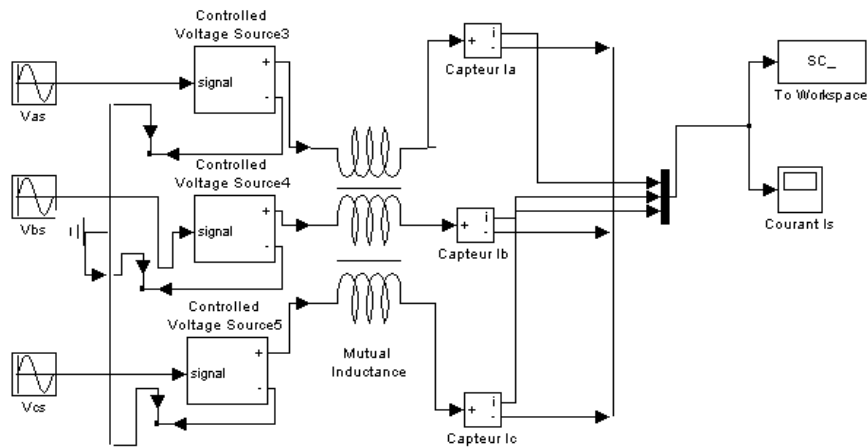 Controlled
Voltage Source3
signal
+
-
Vas
+
i
-
Capteur Ia
SC_
To Workspace
Controlled
Voltage Source4
signal
+
-
Vbs
+
i
-
Capteur Ib
Courant Is
Controlled
Voltage Source5
signal
+
-
Vcs
Mutual
Inductance
+
i
-
Capteur Ic